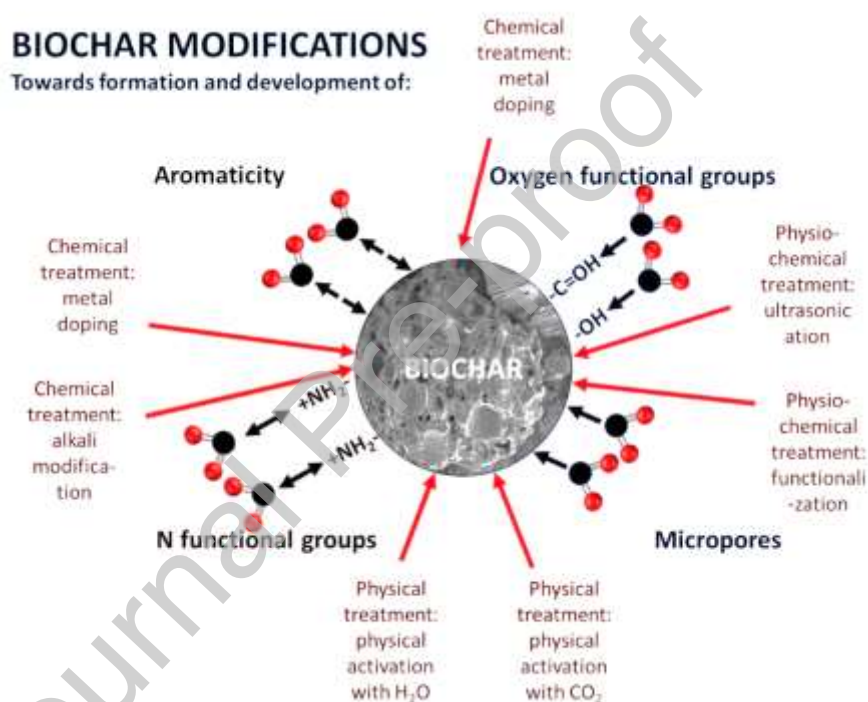 BIOCHAR MODIFICATIONS
Towards formation and development of:
Chemical
treatment:
metal
doping
Aromaticity
Oxygen functional groups
Chemical
treatment:
metal
doping
-C=OH
-OH
Physio-
chemical
treatment:
ultrasonic
ation
BIOCHAR
Chemical
treatment:
alkali
modifica-
tion
+NH₂-
+NH₂-
Physio-
chemical
treatment:
functionali
-zation
N functional groups
Micropores
Physical
treatment:
physical
activation
with H₂O
Physical
treatment:
physical
activation
with CO₂
Journal Pre-proof